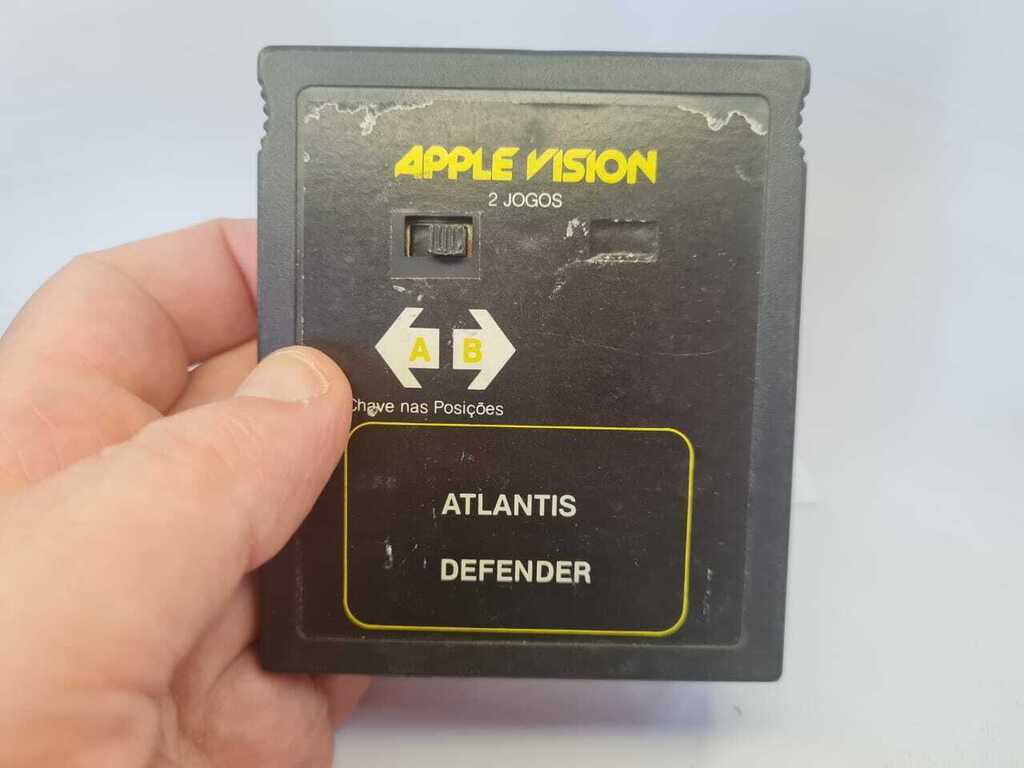 APPLE VISION
2 JOGOS
A B
Chave nas Posições
ATLANTIS
DEFENDER